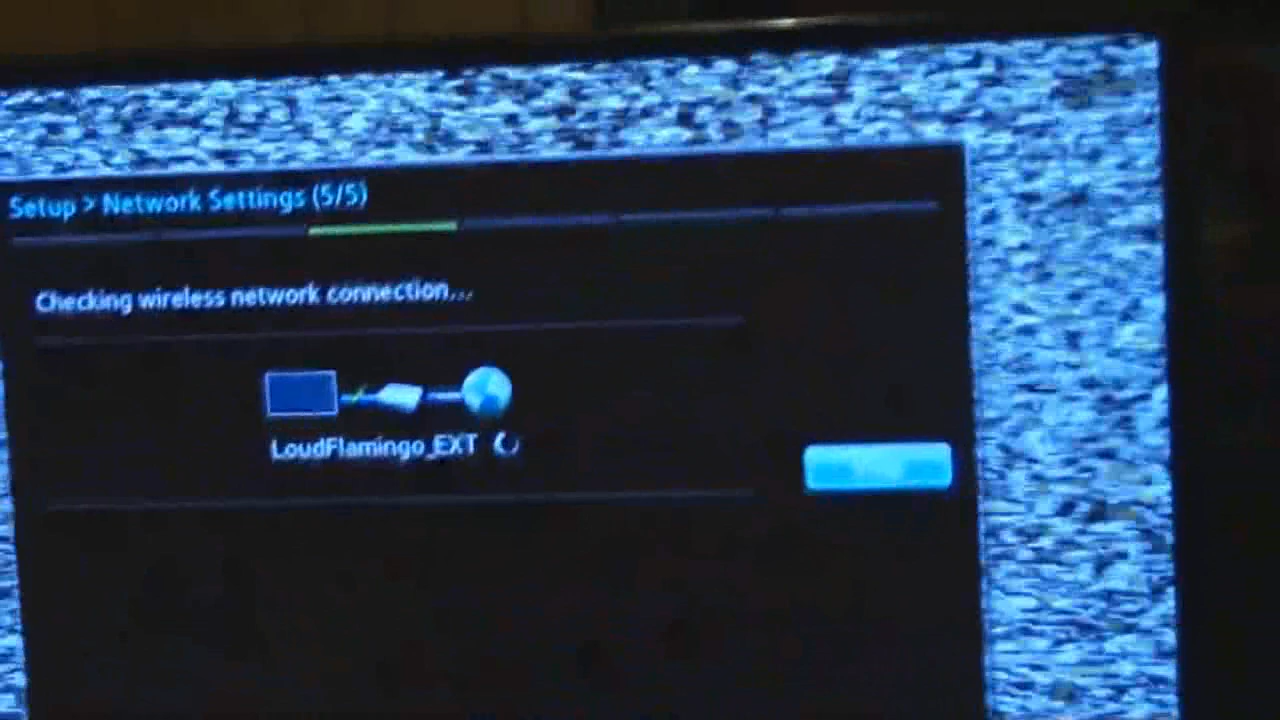 Setup > Network Settings (5/5)
Checking wireless network connection...
LoudFlamingo_EXT